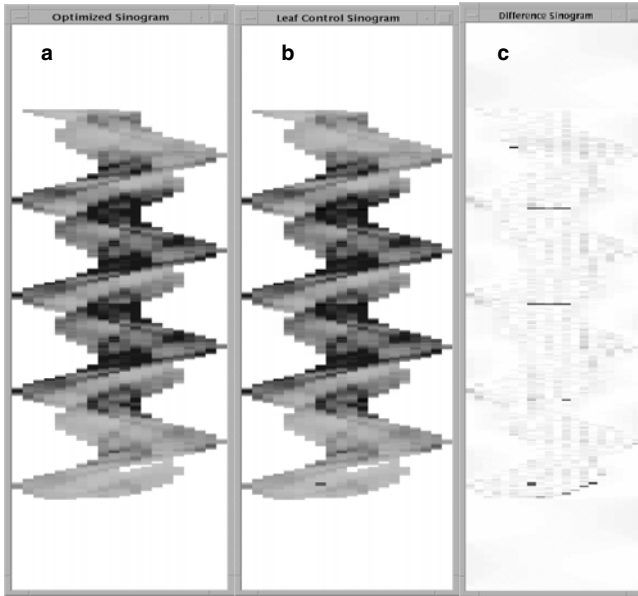 Optimized Sinogram
Leaf Control Sinogram
Difference Sinogram
a
b
c